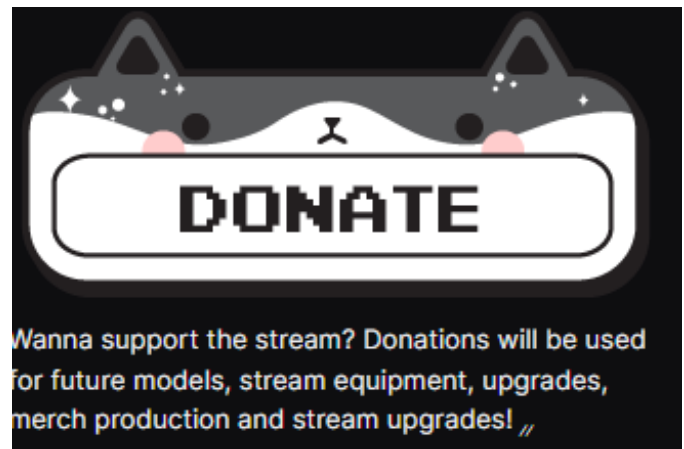 DONATE
Wanna support the stream? Donations will be used
for future models, stream equipment, upgrades,
merch production and stream upgrades! 〃